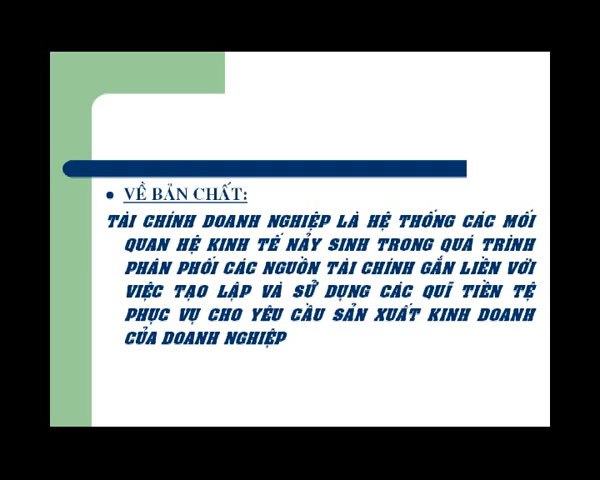 VỀ BẢN CHẤT:
TÀI CHÍNH DOANH NGHIỆP LÀ HỆ THỐNG CÁC MỐI
QUAN HỆ KINH TẾ NẢY SINH TRONG QUÁ TRÌNH
PHÂN PHỐI CÁC NGUỒN TÀI CHÍNH GẮN LIỀN VỚI
VIỆC TẠO LẬP VÀ SỬ DỤNG CÁC QUĨ TIỀN TỆ
PHỤC VỤ CHO YÊU CẦU SẢN XUẤT KINH DOANH
CỦA DOANH NGHIỆP